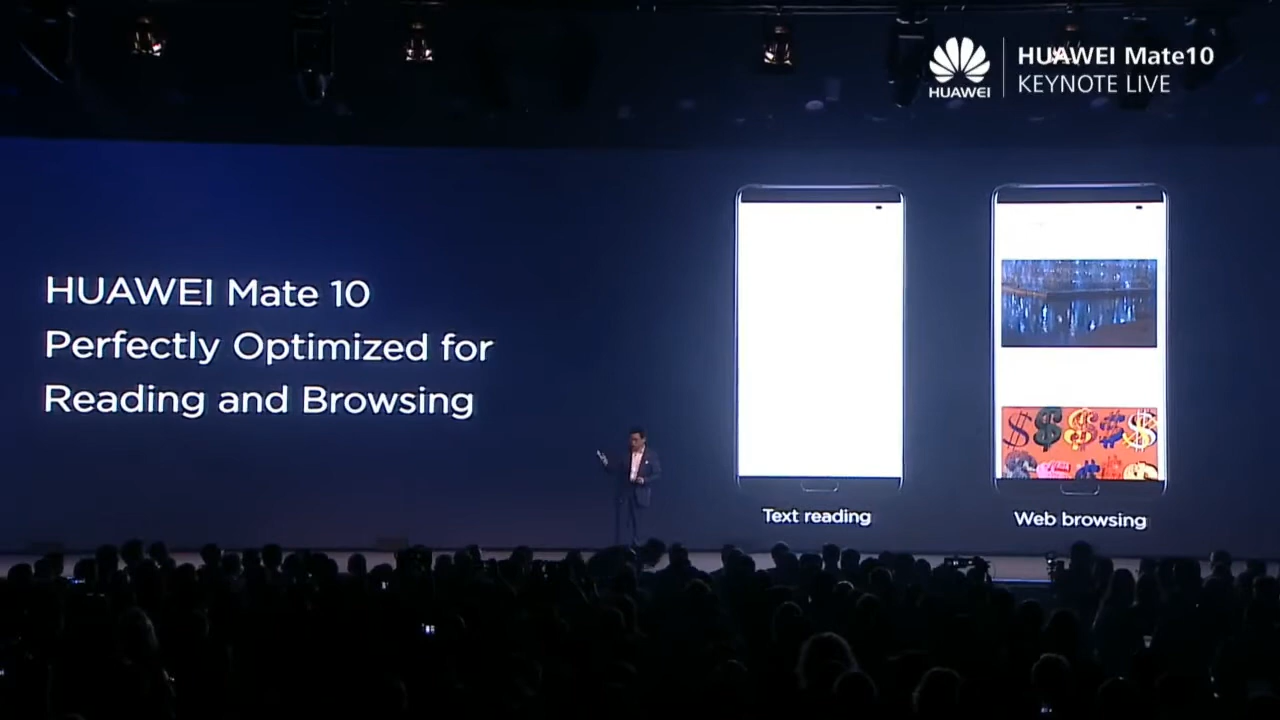 HUAWEI
HUAWEI Mate10
KEYNOTE LIVE
HUAWEI Mate 10
Perfectly Optimized for
Reading and Browsing
Text reading
Web browsing